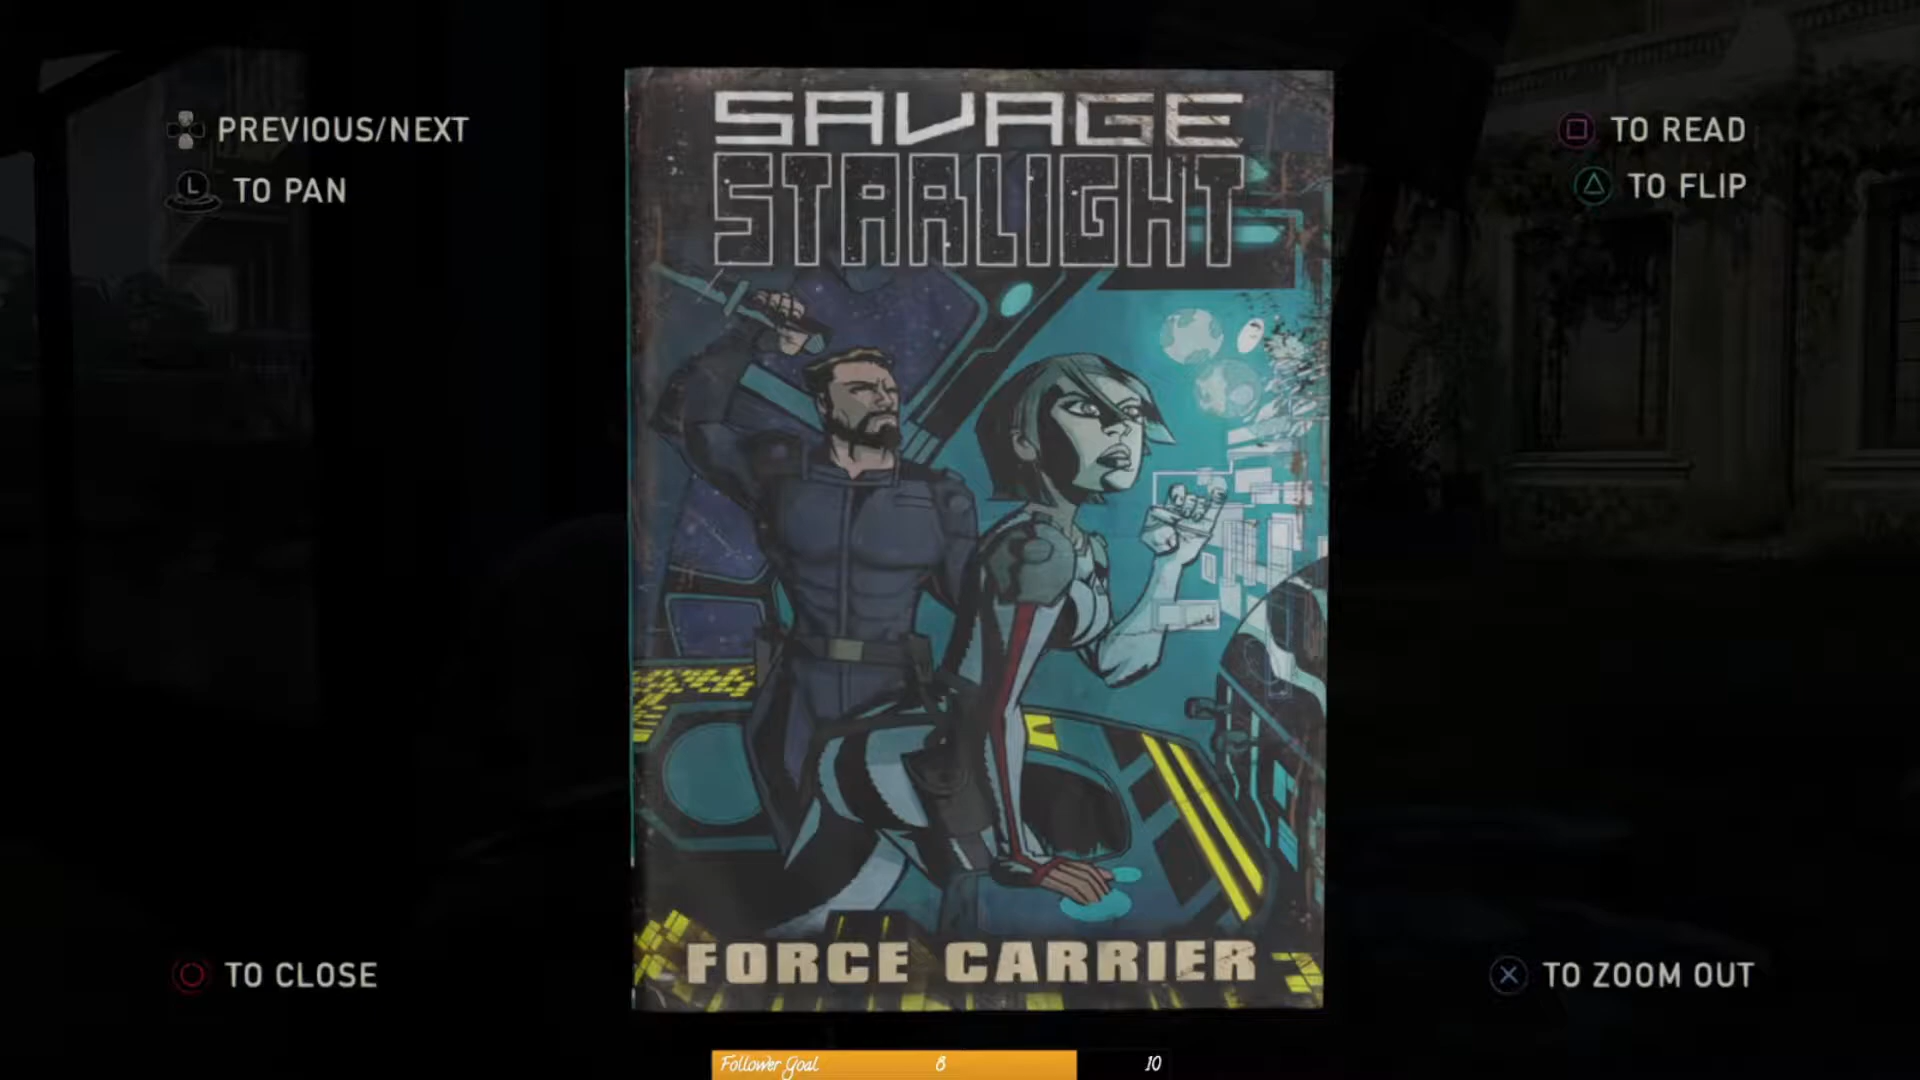 SAVAGE
STARLIGHT
PREVIOUS/NEXT
TO PAN
TO READ
TO FLIP
FORCE CARRIER
TO CLOSE
TO ZOOM OUT
Follower Goal 8 10